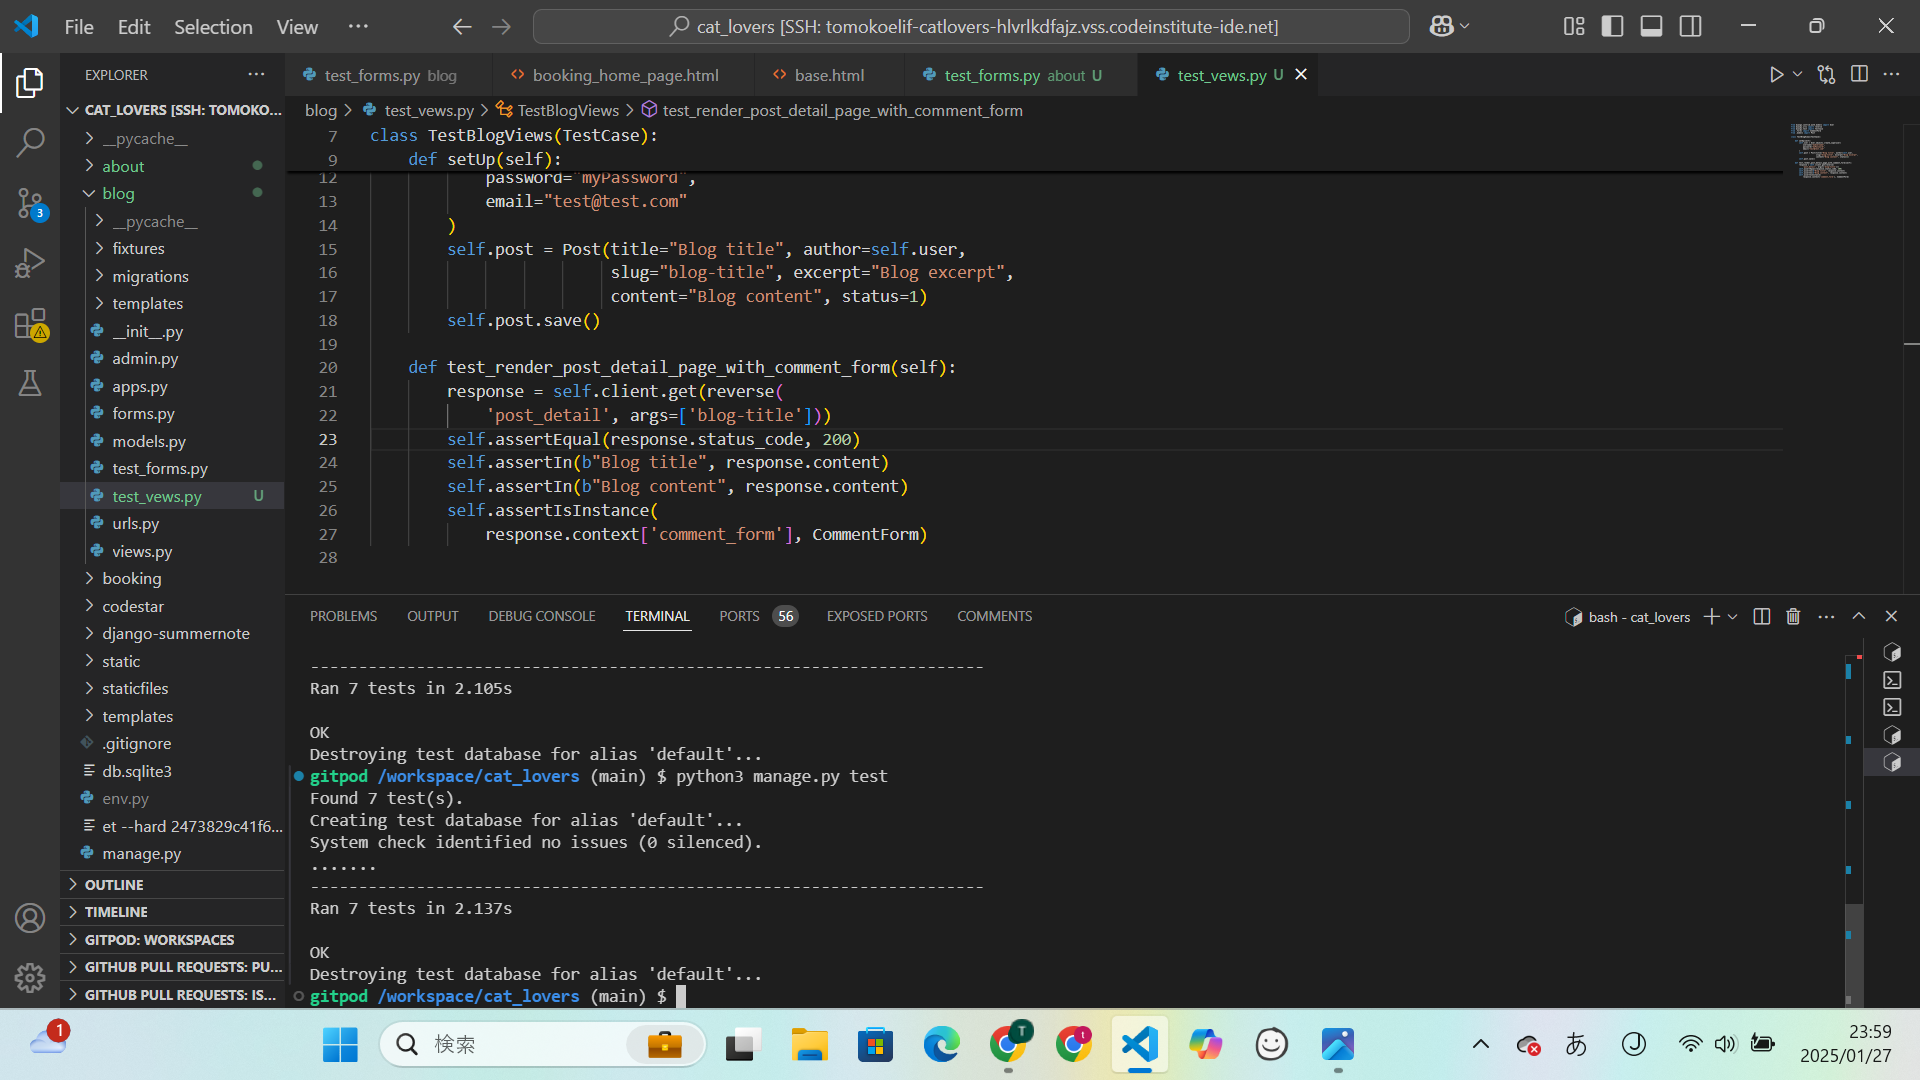 File Edit Selection View ··· cat_lovers [SSH: tomokoelif-catlovers-hlvrlkdfajz.vss.codeinstitute-ide.net]
EXPLORER ···
test_forms.py blog booking_home_page.html base.html test_forms.py about U test_vews.py U
CAT_LOVERS [SSH: TOMOKO...
__pycache__
about
blog
__pycache__
fixtures
migrations
templates
__init__.py
admin.py
apps.py
forms.py
models.py
test_forms.py
test_vews.py U
urls.py
views.py
booking
codestar
django-summernote
static
staticfiles
templates
.gitignore
db.sqlite3
env.py
et --hard 2473829c41f6...
manage.py
OUTLINE
TIMELINE
GITPOD: WORKSPACES
GITHUB PULL REQUESTS: PU...
GITHUB PULL REQUESTS: IS...
3
blog > test_vews.py > TestBlogViews > test_render_post_detail_page_with_comment_form
7 class TestBlogViews(TestCase):
9 def setUp(self):
12 password="myPassword",
13 email="test@test.com"
14 )
15 self.post = Post(title="Blog title", author=self.user,
16 slug="blog-title", excerpt="Blog excerpt",
17 content="Blog content", status=1)
18 self.post.save()
19
20 def test_render_post_detail_page_with_comment_form(self):
21 response = self.client.get(reverse(
22 'post_detail', args=['blog-title']))
23 self.assertEqual(response.status_code, 200)
24 self.assertIn(b"Blog title", response.content)
25 self.assertIn(b"Blog content", response.content)
26 self.assertIsInstance(
27 response.context['comment_form'], CommentForm)
28
PROBLEMS OUTPUT DEBUG CONSOLE TERMINAL PORTS 56 EXPOSED PORTS COMMENTS bash - cat_lovers
----------------------------------------------------------------------
Ran 7 tests in 2.105s
OK
Destroying test database for alias 'default'...
gitpod /workspace/cat_lovers (main) $ python3 manage.py test
Found 7 test(s).
Creating test database for alias 'default'...
System check identified no issues (0 silenced).
.......
----------------------------------------------------------------------
Ran 7 tests in 2.137s
OK
Destroying test database for alias 'default'...
gitpod /workspace/cat_lovers (main) $
1
検索
T
t
あ
J
23:59
2025/01/27